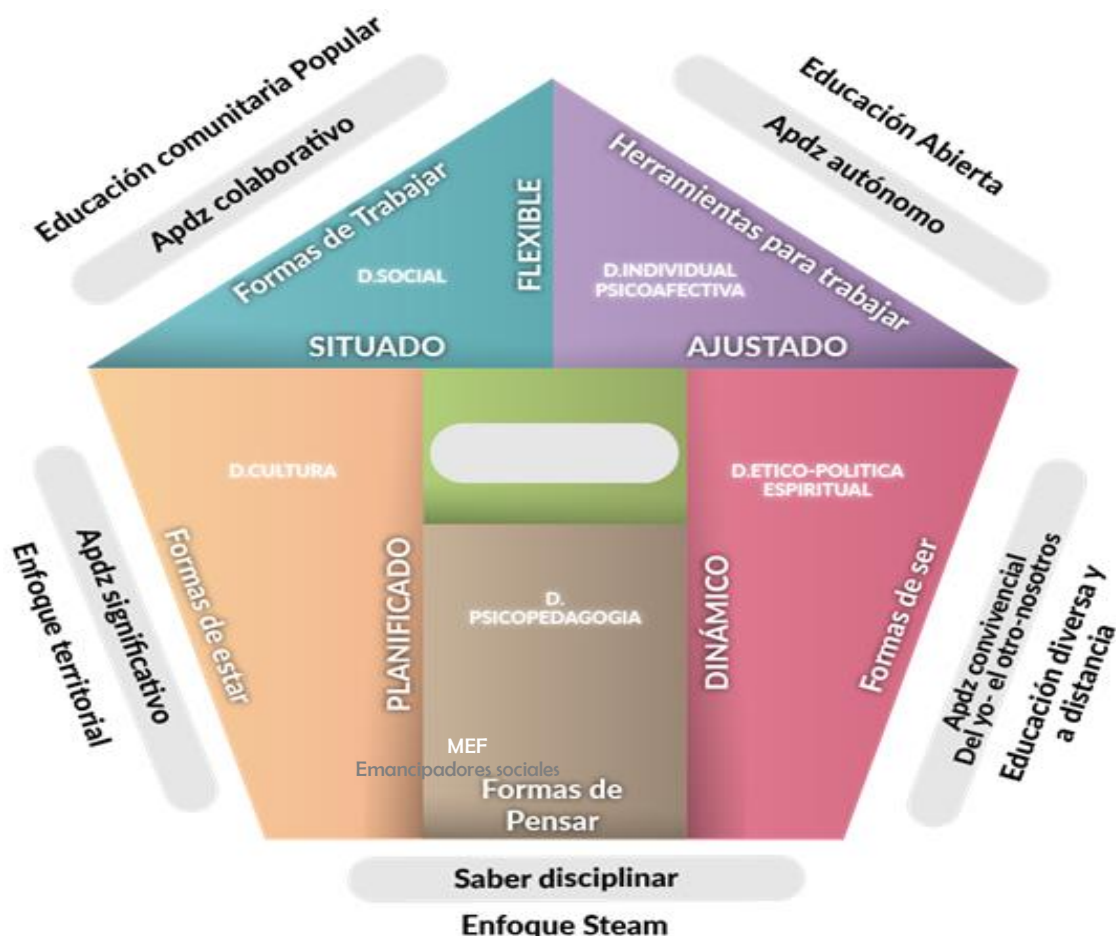 Educación comunitaria Popular
Apdz colaborativo
Formas de Trabajar
D.SOCIAL
FLEXIBLE
SITUADO
Educación Abierta
Apdz autónomo
Herramientas para trabajar
D.INDIVIDUAL
PSICOAFECTIVA
AJUSTADO
D.CULTURA
Formas de estar
PLANIFICADO
Apdz significativo
Enfoque territorial
D.
PSICOPEDAGOGIA
MEF
Emancipadores sociales
Formas de
Pensar
D.ETICO-POLITICA
ESPIRITUAL
DINÁMICO
Formas de ser
Apdz convivencial
Del yo- el otro-nosotros
Educación diversa y
a distancia
Saber disciplinar
Enfoque Steam